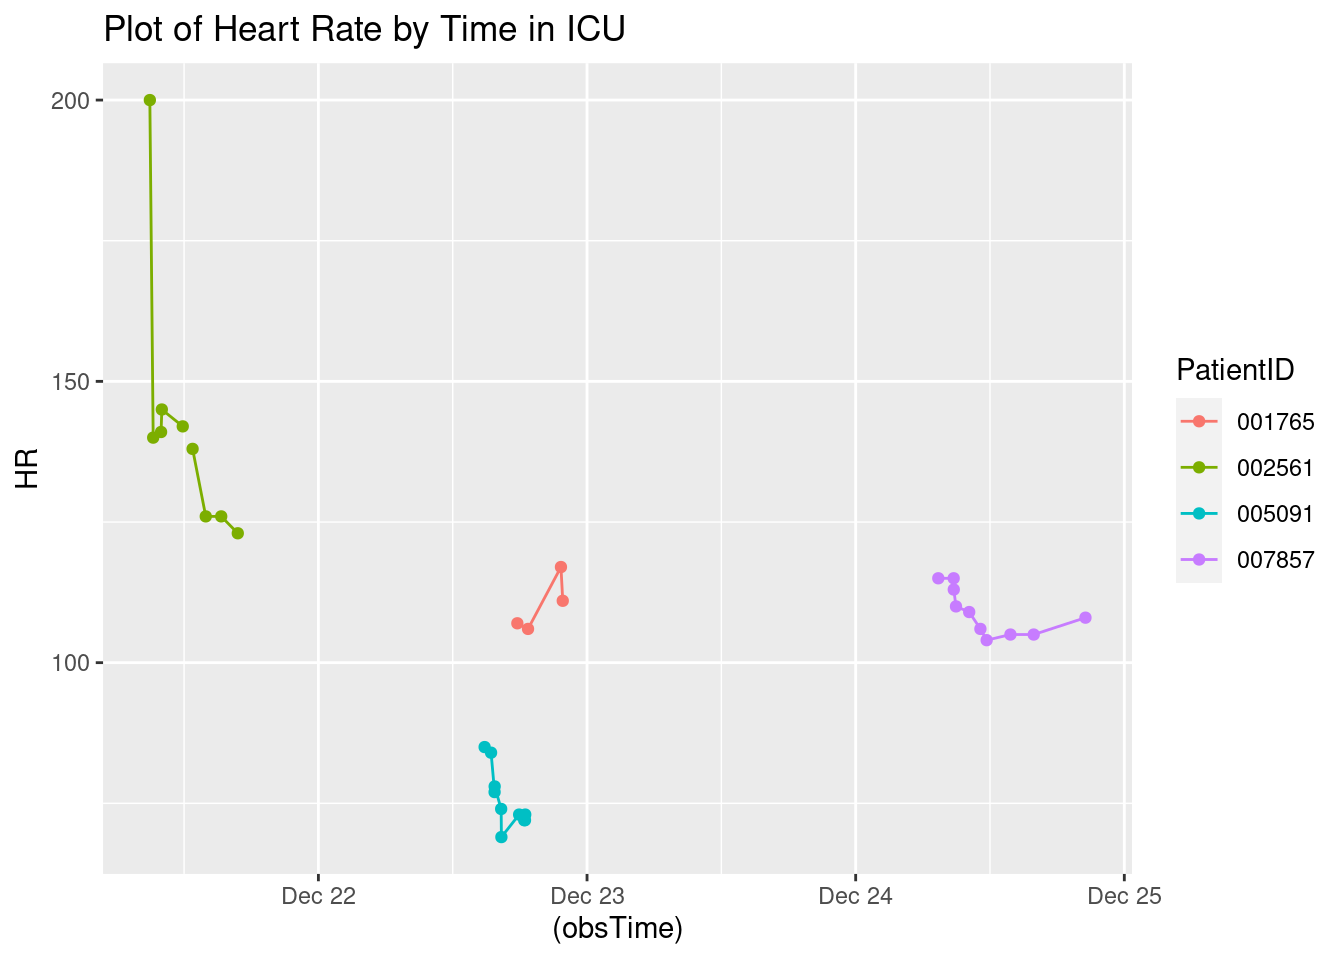 Plot of Heart Rate by Time in ICU
200
150
100
HR
Dec 22
Dec 23
Dec 24
Dec 25
(obsTime)
PatientID
001765
002561
005091
007857